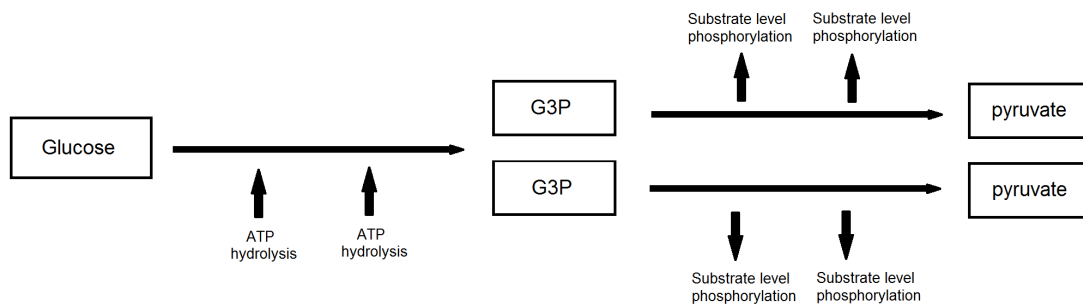 Substrate level
phosphorylation
Substrate level
phosphorylation
G3P
pyruvate
Glucose
G3P
pyruvate
ATP
hydrolysis
ATP
hydrolysis
Substrate level
phosphorylation
Substrate level
phosphorylation